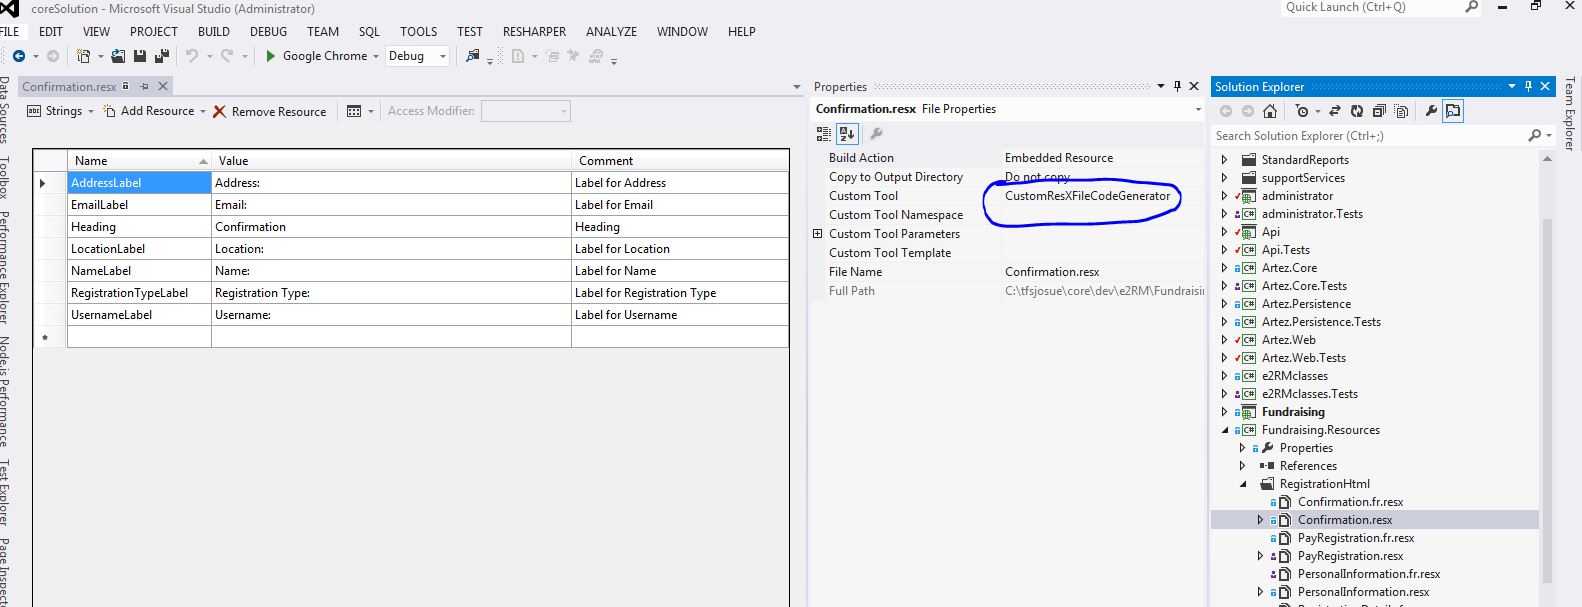 coreSolution - Microsoft Visual Studio (Administrator)
Quick Launch (Ctrl+Q)
FILE EDIT VIEW PROJECT BUILD DEBUG TEAM SQL TOOLS TEST RESHARPER ANALYZE WINDOW HELP
Google Chrome Debug
Data Sources
Toolbox
Performance Explorer
Node.js Performance
Test Explorer
Page Inspecto
Confirmation.resx
Strings Add Resource Remove Resource Access Modifier:
Name Value Comment
AddressLabel Address: Label for Address
EmailLabel Email: Label for Email
Heading Confirmation Heading
LocationLabel Location: Label for Location
NameLabel Name: Label for Name
RegistrationTypeLabel Registration Type: Label for Registration Type
UsernameLabel Username: Label for Username
Properties
Confirmation.resx File Properties
Build Action Embedded Resource
Copy to Output Directory Do not copy
Custom Tool CustomResXFileCodeGenerator
Custom Tool Namespace
Custom Tool Parameters
Custom Tool Template
File Name Confirmation.resx
Full Path C:\tfsjosue\core\dev\e2RM\Fundraisin
Solution Explorer
Search Solution Explorer (Ctrl+;)
StandardReports
supportServices
administrator
administrator.Tests
Api
Api.Tests
Artez.Core
Artez.Core.Tests
Artez.Persistence
Artez.Persistence.Tests
Artez.Web
Artez.Web.Tests
e2RMclasses
e2RMclasses.Tests
Fundraising
Fundraising.Resources
Properties
References
RegistrationHtml
Confirmation.fr.resx
Confirmation.resx
PayRegistration.fr.resx
PayRegistration.resx
PersonalInformation.fr.resx
PersonalInformation.resx
Team Explorer